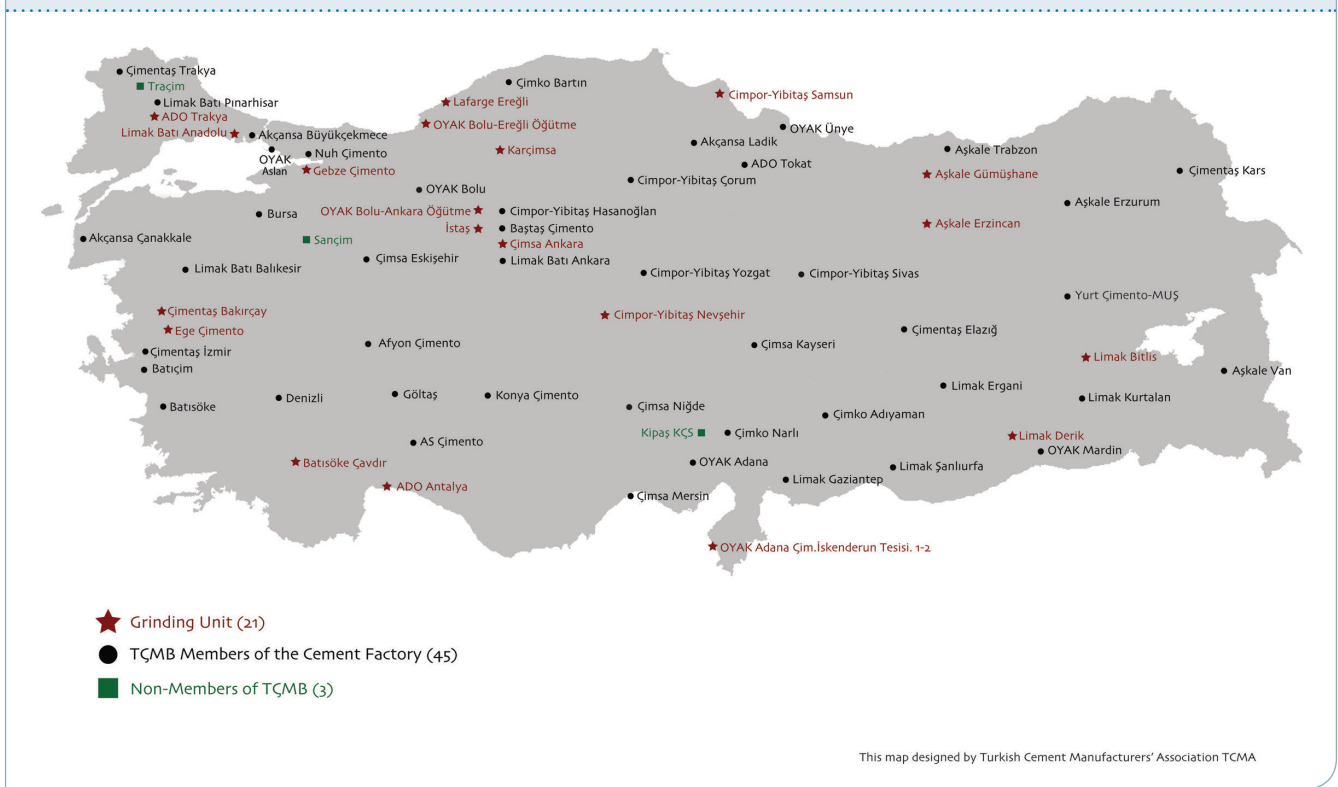 Çimentaş Trakya
Traçim
Limak Batı Pınarhisar
ADO Trakya
Limak Batı Anadolu
Akçansa Büyükçekmece
OYAK
Aslan
Nuh Çimento
Gebze Çimento
Çimko Bartın
Lafarge Ereğli
OYAK Bolu-Ereğli Öğütme
Karçimsa
Cimpor-Yibitaş Samsun
OYAK Ünye
Akçansa Ladik
ADO Tokat
Cimpor-Yibitaş Çorum
Aşkale Trabzon
Aşkale Gümüşhane
Çimentaş Kars
Aşkale Erzurum
Aşkale Erzincan
OYAK Bolu
OYAK Bolu-Ankara Öğütme
Cimpor-Yibitaş Hasanoğlan
Bursa
İstaş
Baştaş Çimento
Akçansa Çanakkale
Sançim
Çimsa Ankara
Çimsa Eskişehir
Limak Batı Ankara
Limak Batı Balıkesir
Cimpor-Yibitaş Yozgat
Cimpor-Yibitaş Sivas
Yurt Çimento-MUŞ
Çimentaş Bakırçay
Cimpor-Yibitaş Nevşehir
Ege Çimento
Çimentaş Elazığ
Afyon Çimento
Çimsa Kayseri
Çimentaş İzmir
Limak Bitlis
Batıçim
Aşkale Van
Limak Ergani
Denizli
Göltaş
Konya Çimento
Limak Kurtalan
Batısöke
Çimsa Niğde
Çimko Adıyaman
Kipaş KÇS
Çimko Narlı
Limak Derik
AS Çimento
OYAK Mardin
Batısöke Çavdır
OYAK Adana
Limak Şanlıurfa
Limak Gaziantep
ADO Antalya
Çimsa Mersin
OYAK Adana Çim.İskenderun Tesisi. 1-2
Grinding Unit (21)
TÇMB Members of the Cement Factory (45)
Non-Members of TÇMB (3)
This map designed by Turkish Cement Manufacturers' Association TCMA